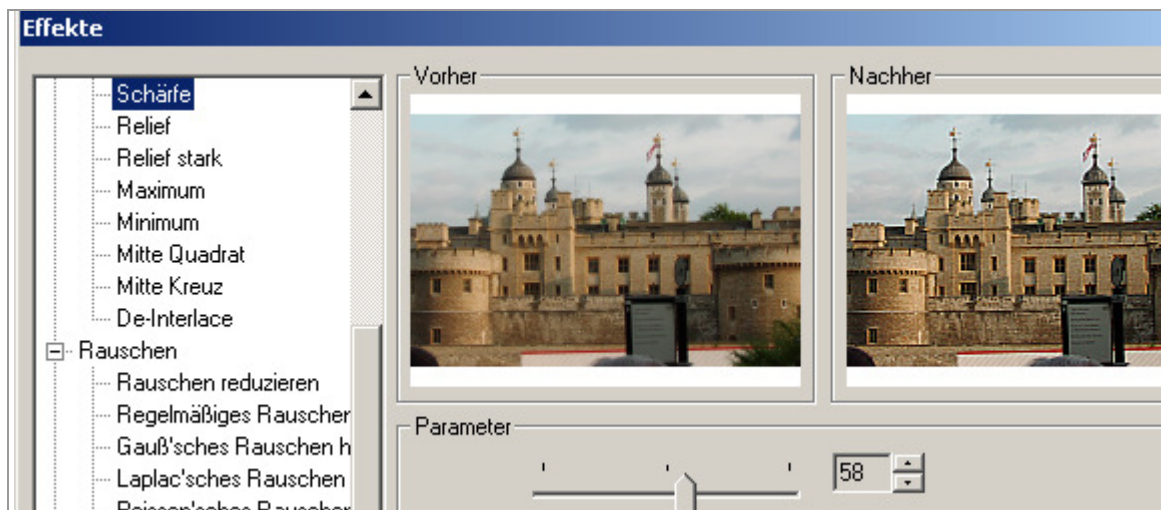 Effekte
Schärfe
Relief
Relief stark
Maximum
Minimum
Mitte Quadrat
Mitte Kreuz
De-Interlace
Rauschen
Rauschen reduzieren
Regelmäßiges Rauschen
Gauß'sches Rauschen h
Laplac'sches Rauschen
Vorher
Nachher
Parameter
58